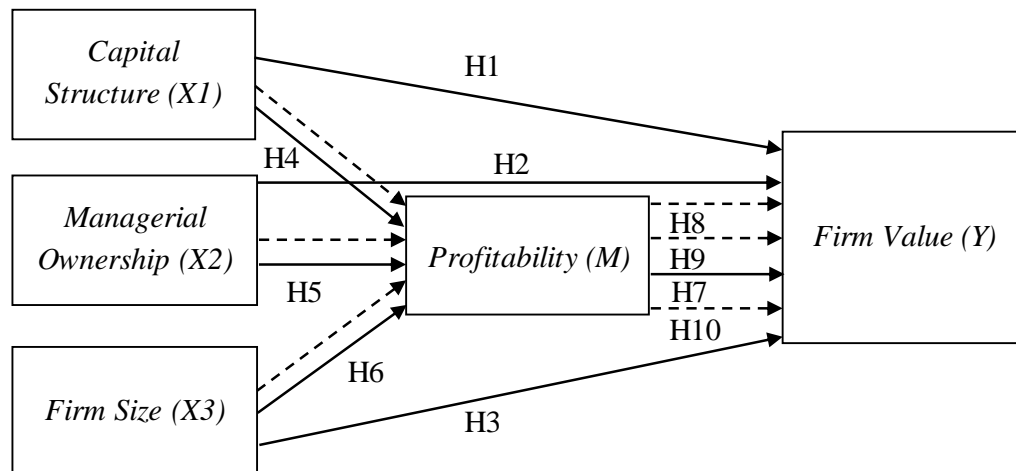 Capital
Structure (X1)
H1
H4
H2
Managerial
Ownership (X2)
Profitability (M)
Firm Value (Y)
H8
H9
H5
H7
H10
H6
Firm Size (X3)
H3